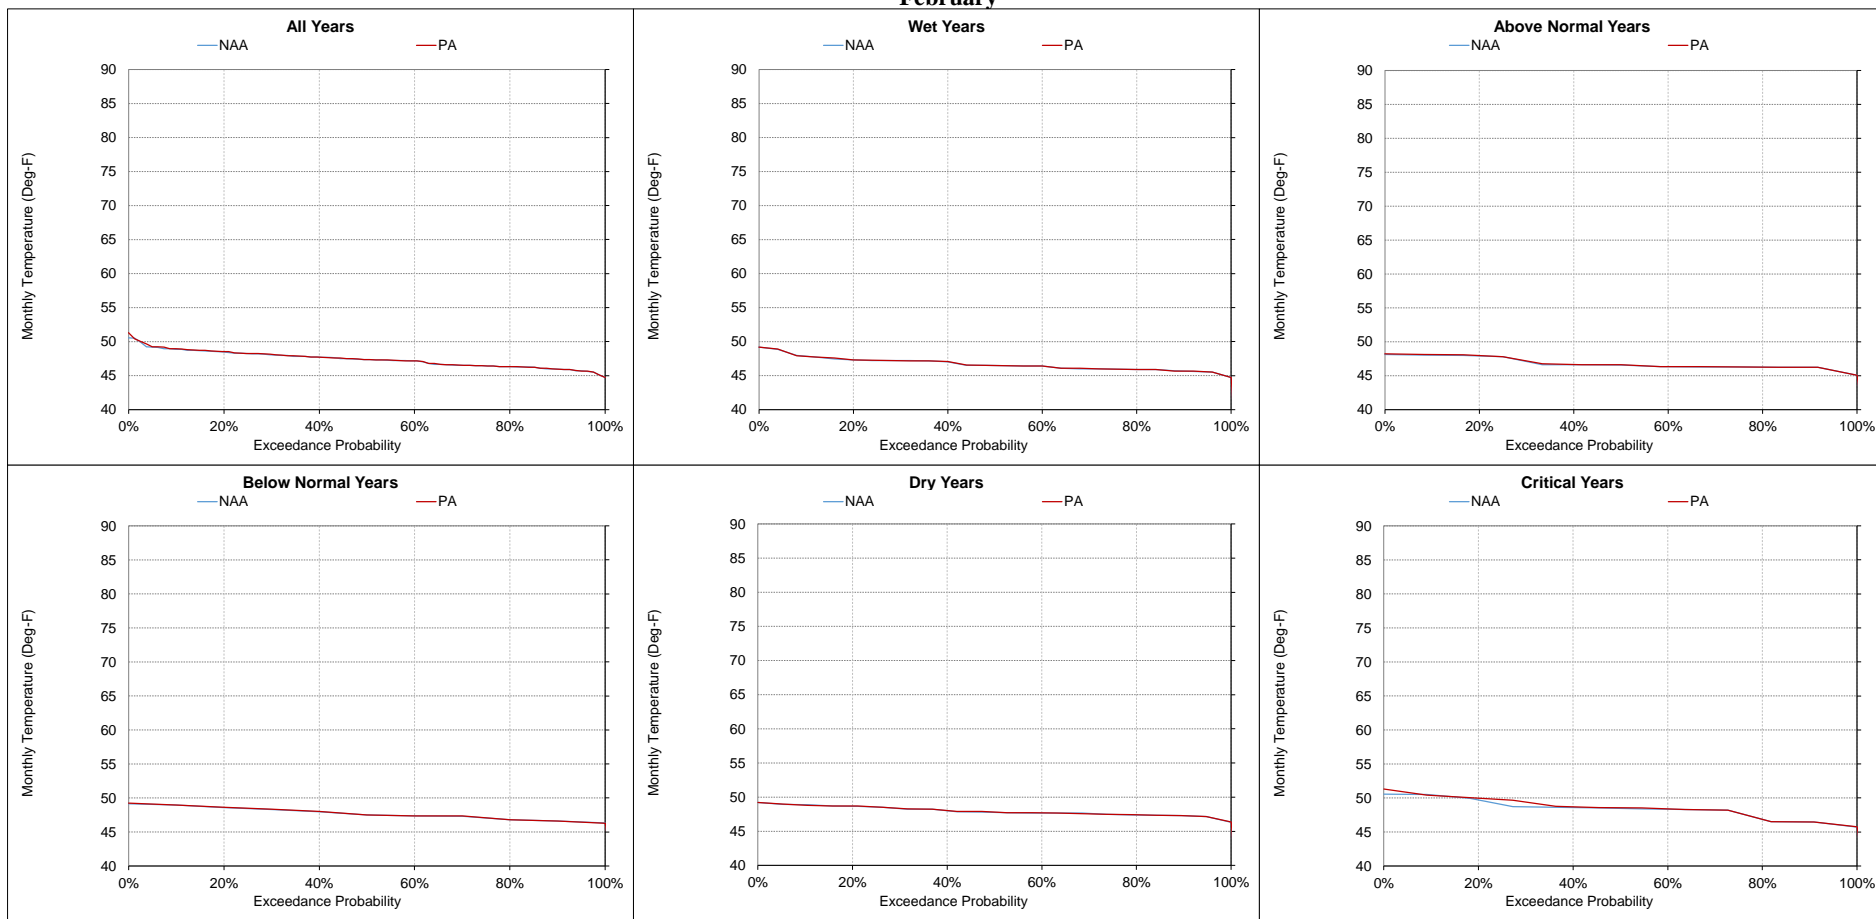 February
All Years
NAA PA
90
85
80
75
70
65
60
55
50
45
40
Monthly Temperature (Deg-F)
0% 20% 40% 60% 80% 100%
Exceedance Probability
Wet Years
NAA PA
90
85
80
75
70
65
60
55
50
45
40
Monthly Temperature (Deg-F)
0% 20% 40% 60% 80% 100%
Exceedance Probability
Above Normal Years
NAA PA
90
85
80
75
70
65
60
55
50
45
40
Monthly Temperature (Deg-F)
0% 20% 40% 60% 80% 100%
Exceedance Probability
Below Normal Years
NAA PA
90
85
80
75
70
65
60
55
50
45
40
Monthly Temperature (Deg-F)
0% 20% 40% 60% 80% 100%
Exceedance Probability
Dry Years
NAA PA
90
85
80
75
70
65
60
55
50
45
40
Monthly Temperature (Deg-F)
0% 20% 40% 60% 80% 100%
Exceedance Probability
Critical Years
NAA PA
90
85
80
75
70
65
60
55
50
45
40
Monthly Temperature (Deg-F)
0% 20% 40% 60% 80% 100%
Exceedance Probability